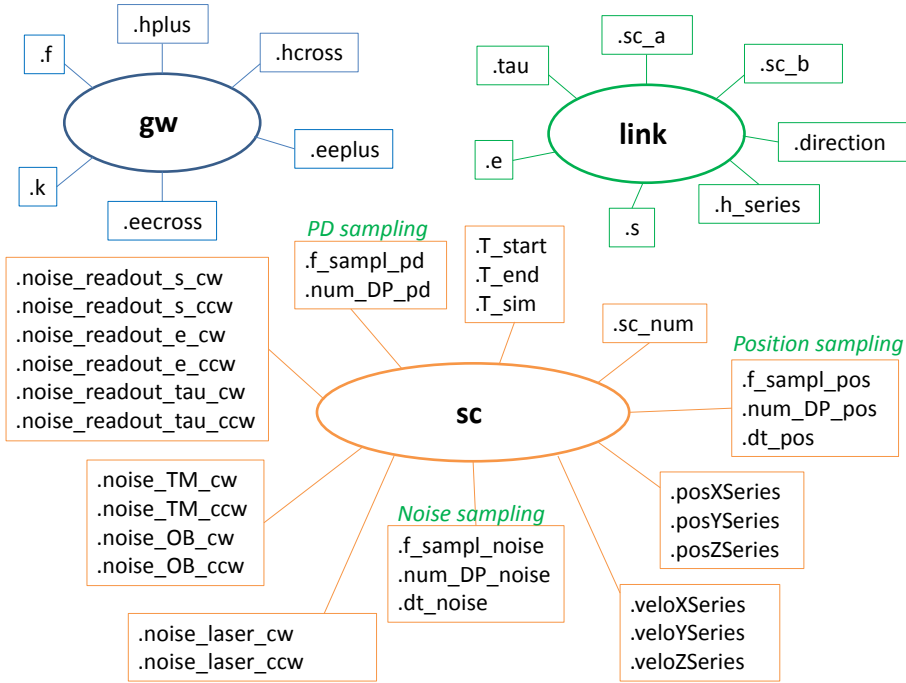 .hplus
.f
.hcross
gw
.eeplus
.k
.eecross
.sc_a
.tau
.sc_b
link
.direction
.e
.h_series
.s
PD sampling
.f_sampl_pd
.num_DP_pd
.T_start
.T_end
.T_sim
.sc_num
.noise_readout_s_cw
.noise_readout_s_ccw
.noise_readout_e_cw
.noise_readout_e_ccw
.noise_readout_tau_cw
.noise_readout_tau_ccw
Position sampling
.f_sampl_pos
.num_DP_pos
.dt_pos
sc
.noise_TM_cw
.noise_TM_ccw
.noise_OB_cw
.noise_OB_ccw
Noise sampling
.f_sampl_noise
.num_DP_noise
.dt_noise
.posXSeries
.posYSeries
.posZSeries
.noise_laser_cw
.noise_laser_ccw
.veloXSeries
.veloYSeries
.veloZSeries